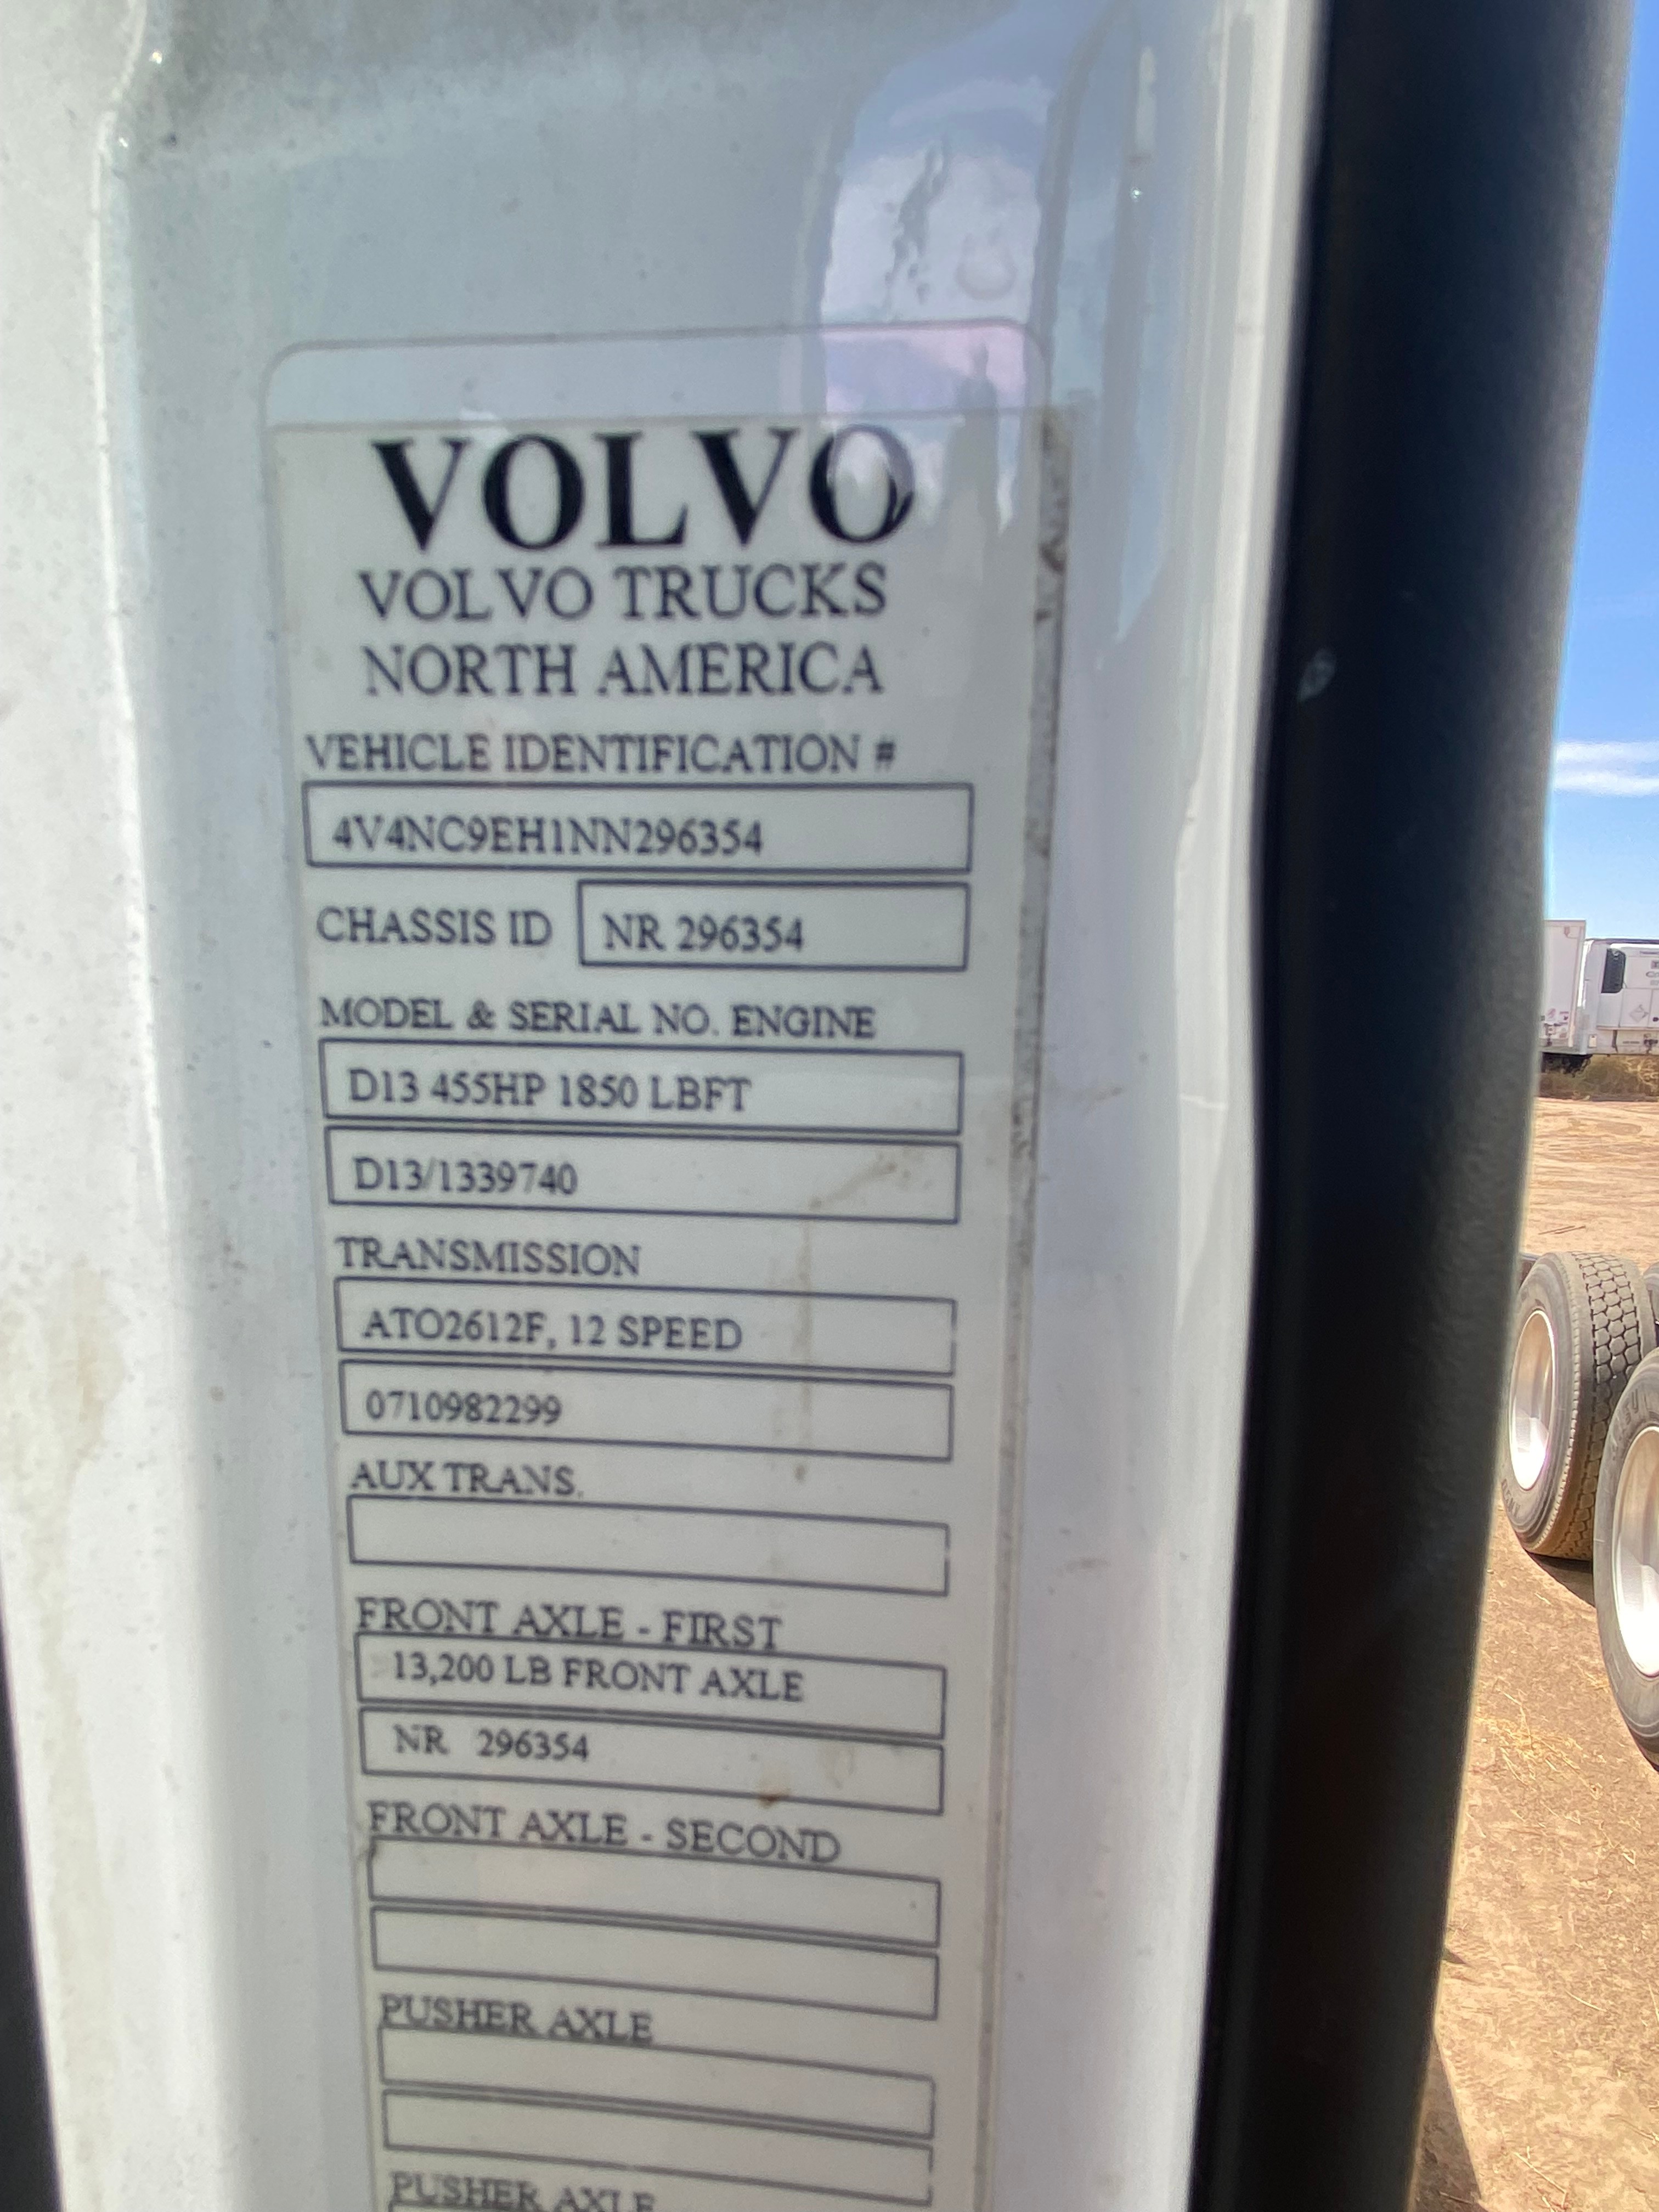 VOLVO
VOLVO TRUCKS
NORTH AMERICA
VEHICLE IDENTIFICATION #
4V4NC9EH1NN296354
CHASSIS ID NR 296354
MODEL & SERIAL NO. ENGINE
D13 455HP 1850 LBFT
D13/1339740
TRANSMISSION
ATO2612F, 12 SPEED
0710982299
AUX TRANS.
FRONT AXLE - FIRST
13,200 LB FRONT AXLE
NR 296354
FRONT AXLE - SECOND
PUSHER AXLE
PUSHER AXLE